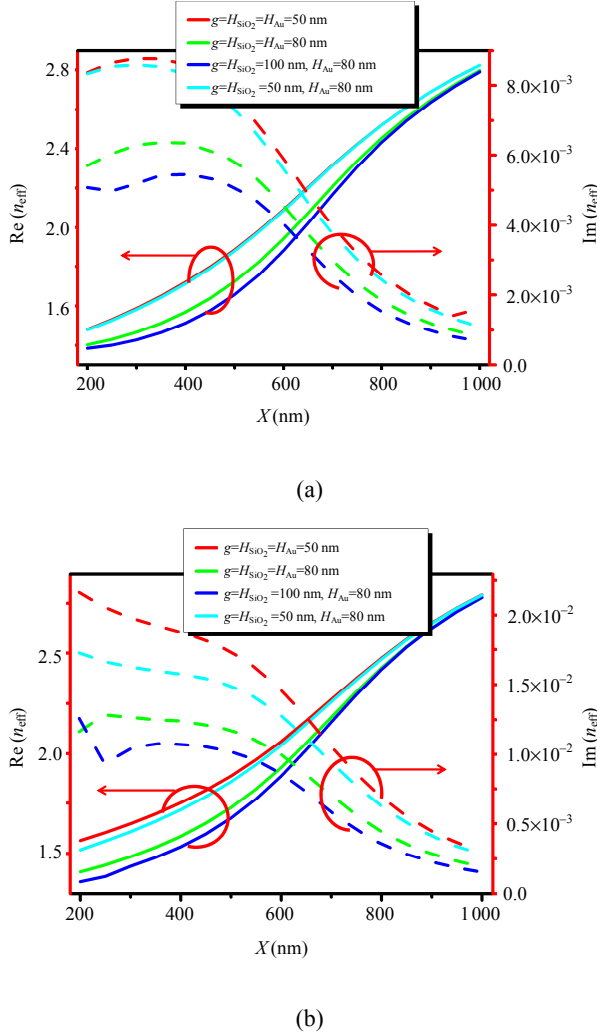 g=H_SiO2=H_Au=50 nm
g=H_SiO2=H_Au=80 nm
g=H_SiO2=100 nm, H_Au=80 nm
g=H_SiO2 =50 nm, H_Au=80 nm
2.8
2.4
2.0
1.6
Re (n_eff)
8.0×10⁻³
6.0×10⁻³
4.0×10⁻³
2.0×10⁻³
0.0
Im (n_eff)
200 400 600 800 1000
X (nm)
(a)
g=H_SiO2=H_Au=50 nm
g=H_SiO2=H_Au=80 nm
g=H_SiO2 =100 nm, H_Au=80 nm
g=H_SiO2 =50 nm, H_Au=80 nm
2.5
2.0
1.5
Re (n_eff)
2.0×10⁻²
1.5×10⁻²
1.0×10⁻²
5.0×10⁻³
0.0
Im (n_eff)
200 400 600 800 1000
X (nm)
(b)